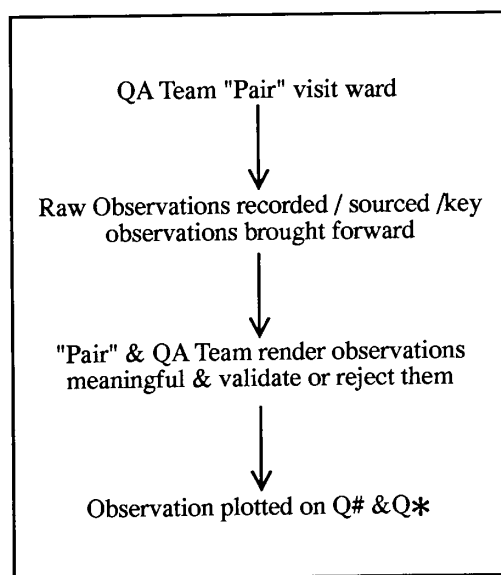 QA Team "Pair" visit ward
Raw Observations recorded / sourced /key
observations brought forward
"Pair" & QA Team render observations
meaningful & validate or reject them
Observation plotted on Q# &Q*